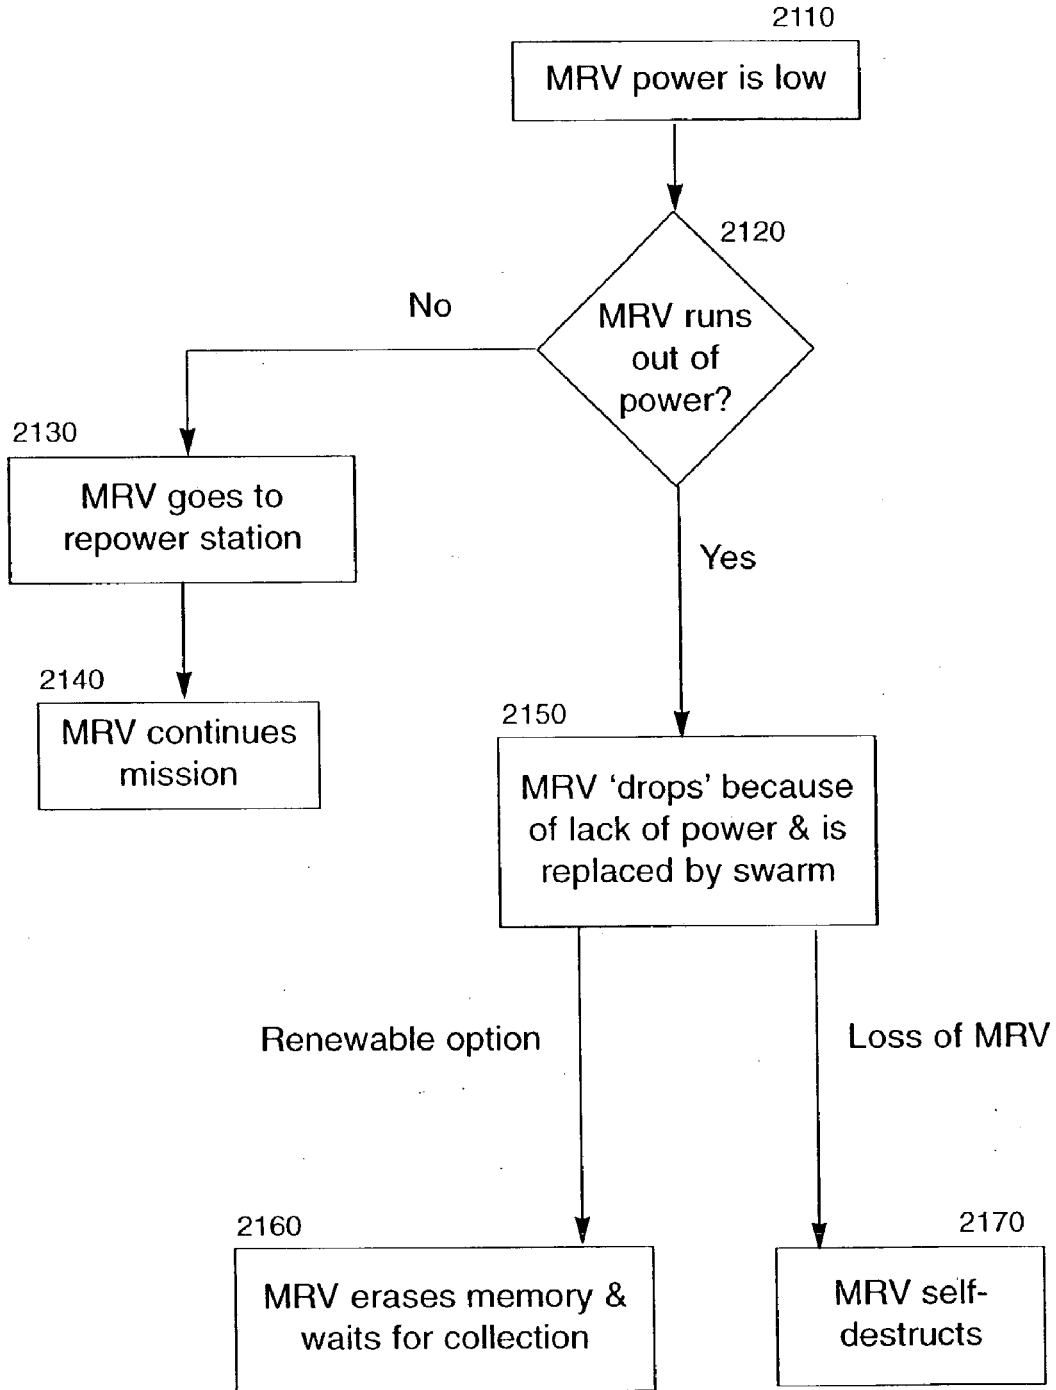 2110
MRV power is low
2120
MRV runs
out of
power?
No
2130
MRV goes to
repower station
2140
MRV continues
mission
Yes
2150
MRV ‘drops’ because
of lack of power & is
replaced by swarm
Renewable option
Loss of MRV
2160
MRV erases memory &
waits for collection
2170
MRV self-
destructs